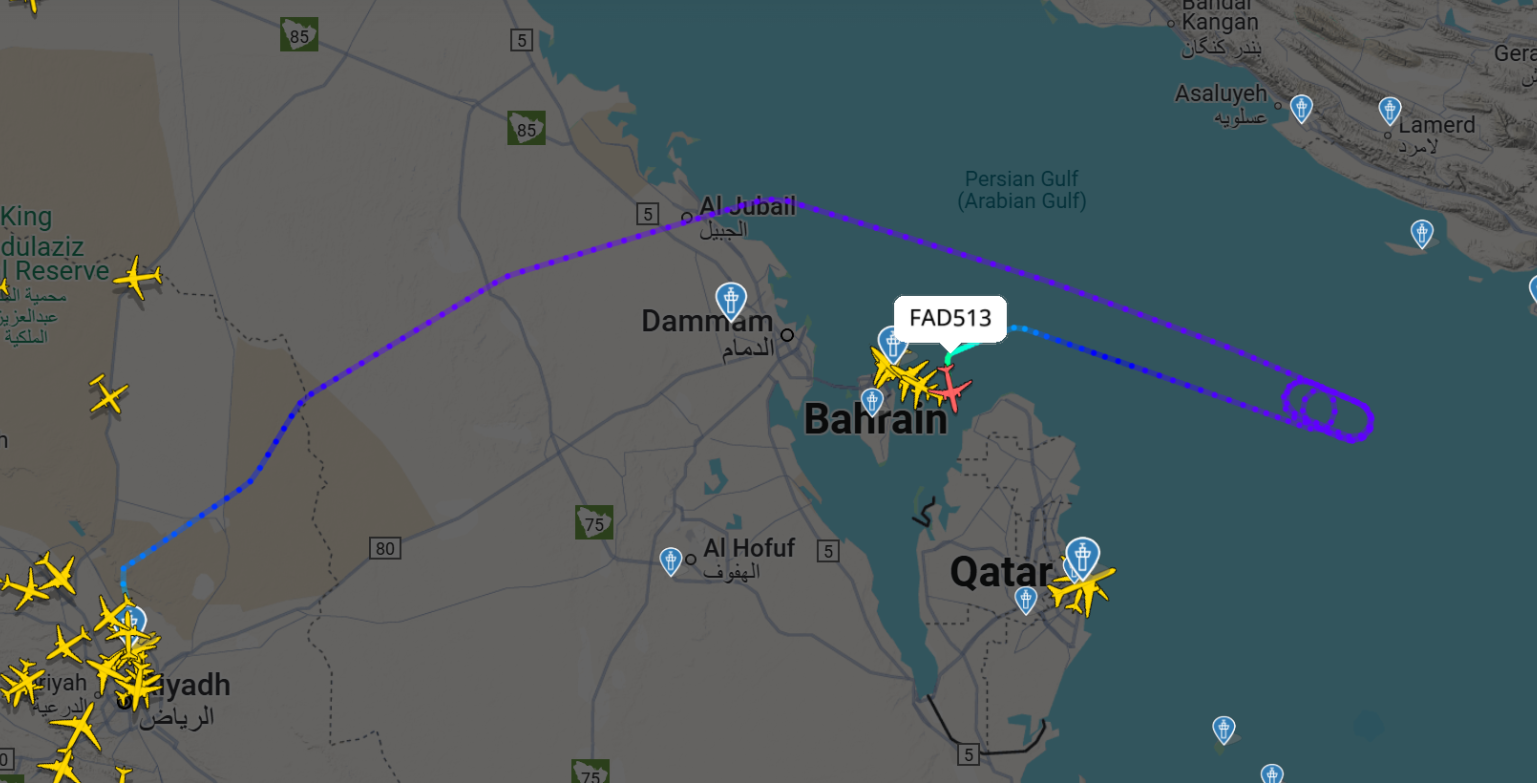 85
5
Bandar
Kangan
بندر كنگان
Asaluyeh
عسلویه
Lamerd
لامرد
85
Persian Gulf
(Arabian Gulf)
King
dulaziz
l Reserve
محمية الم
عبدالعزيز
الملكية
5
Al Jubail
الجبيل
FAD513
Dammam
الدمام
Bahrain
75
80
Al Hofuf
الهفوف
5
Qatar
riyah
الدرعية
iyadh
الرياض
5
75